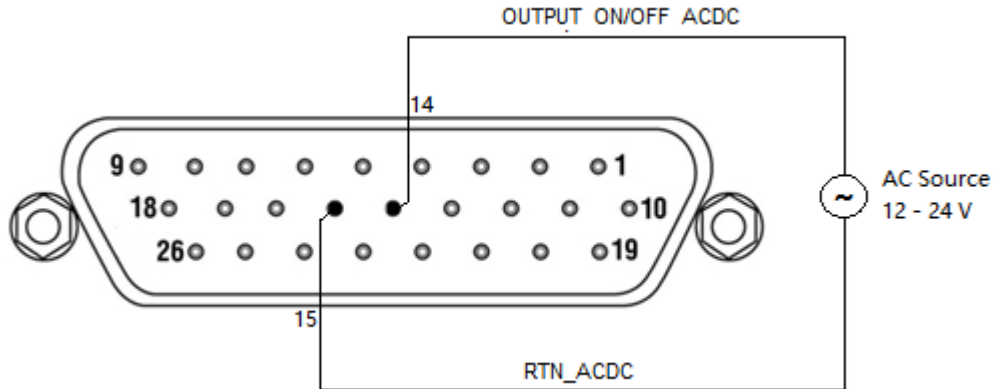 OUTPUT ON/OFF ACDC
14
9
1
18
10
AC Source
12 - 24 V
26
19
15
RTN_ACDC